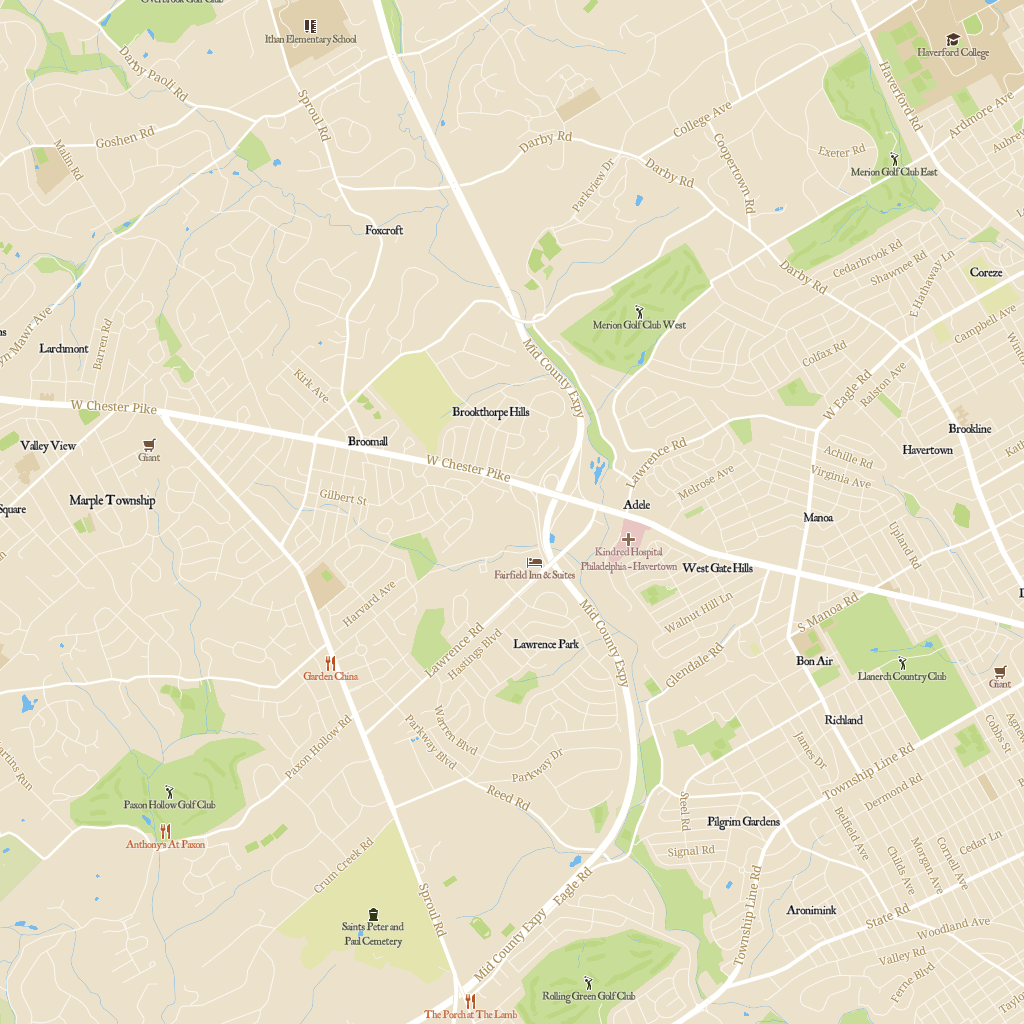 Overbrook Golf Club
Ithan Elementary School
Haverford College
Darby Paoli Rd
Sproul Rd
Haverford Rd
Ardmore Ave
College Ave
Goshen Rd
Malin Rd
Darby Rd
Coopertown Rd
Exeter Rd
Merion Golf Club East
Darby Rd
Parkview Dr
Foxcroft
Cedarbrook Rd
Shawnee Rd
E Hathaway Ln
Coreze
Darby Rd
Merion Golf Club West
Campbell Ave
Larchmont
Barren Rd
Mid County Expy
Colfax Rd
Kirk Ave
W Eagle Rd
Ralston Ave
W Chester Pike
Brookthorpe Hills
Brookline
Valley View
Giant
Broomall
Lawrence Rd
Havertown
Achille Rd
W Chester Pike
Melrose Ave
Virginia Ave
Marple Township
Gilbert St
Adele
Manoa
Square
Upland Rd
Kindred Hospital
Philadelphia - Havertown
Fairfield Inn & Suites
West Gate Hills
Harvard Ave
Walnut Hill Ln
S Manoa Rd
Mid County Expy
Lawrence Rd
Hastings Blvd
Lawrence Park
Glendale Rd
Bon Air
Llanerch Country Club
Giant
Garden China
Richland
Cobbs St
Warren Blvd
Parkway Blvd
Paxon Hollow Rd
James Dr
Township Line Rd
Parkway Dr
Dermond Rd
Reed Rd
Steel Rd
Paxon Hollow Golf Club
Pilgrim Gardens
Belfield Ave
Anthony's At Paxon
Signal Rd
Cedar Ln
Childs Ave
Morgan Ave
Cornell Ave
Crum Creek Rd
Eagle Rd
Sproul Rd
Saints Peter and
Paul Cemetery
Aronimink
State Rd
Woodland Ave
Township Line Rd
Mid County Expy
Valley Rd
Ferne Blvd
Rolling Green Golf Club
The Porch at The Lamb